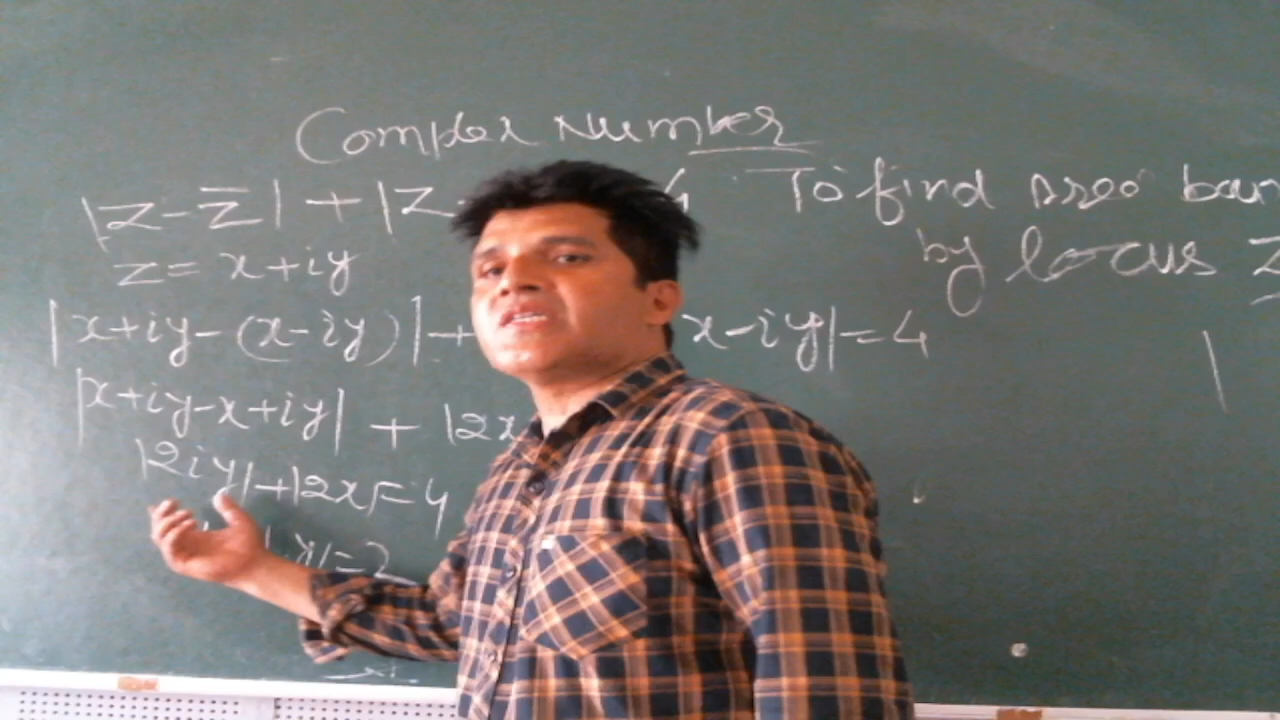 Complex Number
|z - z̅| + |z 4 To find area
by locus z
z = x + iy
|x + iy - (x - iy)| + x - iy| = 4
|x + iy - x + iy| + |2x
|2iy| + |2x| = 4
y| = 2